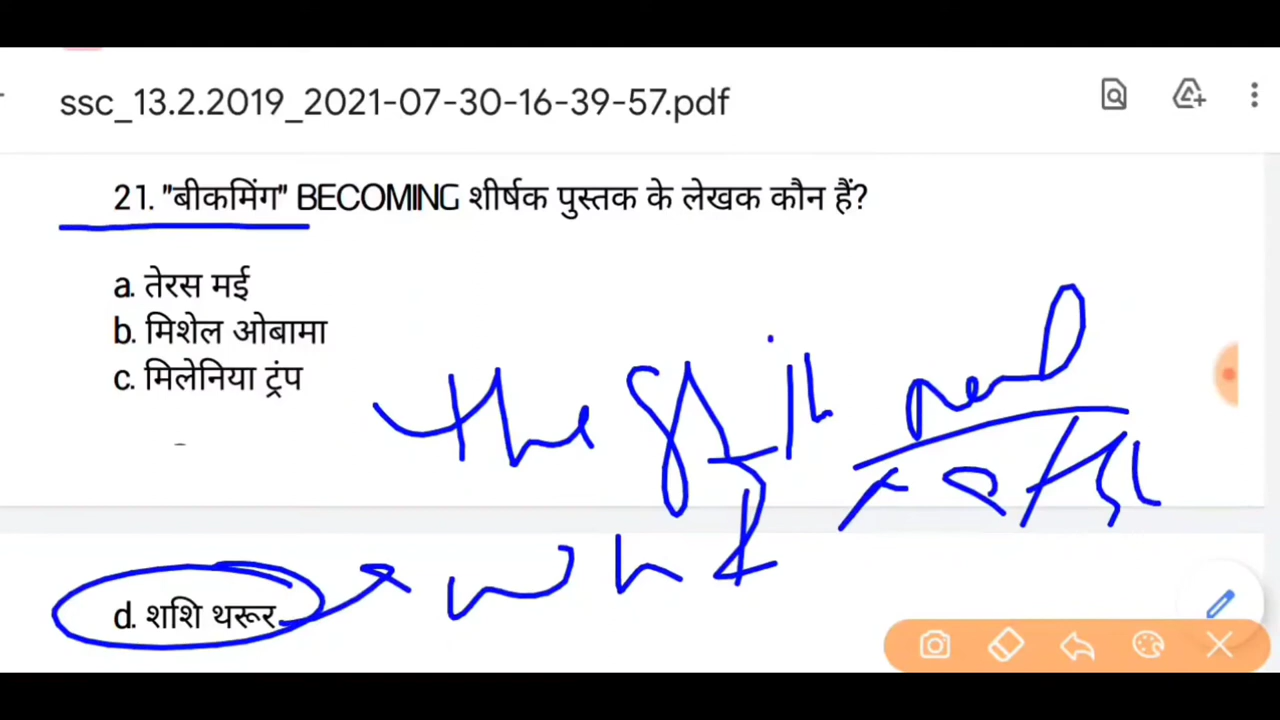 ssc_13.2.2019_2021-07-30-16-39-57.pdf
21. "बीकमिंग" BECOMING शीर्षक पुस्तक के लेखक कौन हैं?
a. तेरस मई
b. मिशेल ओबामा
c. मिलेनिया ट्रंप
the
d. शशि थरूर